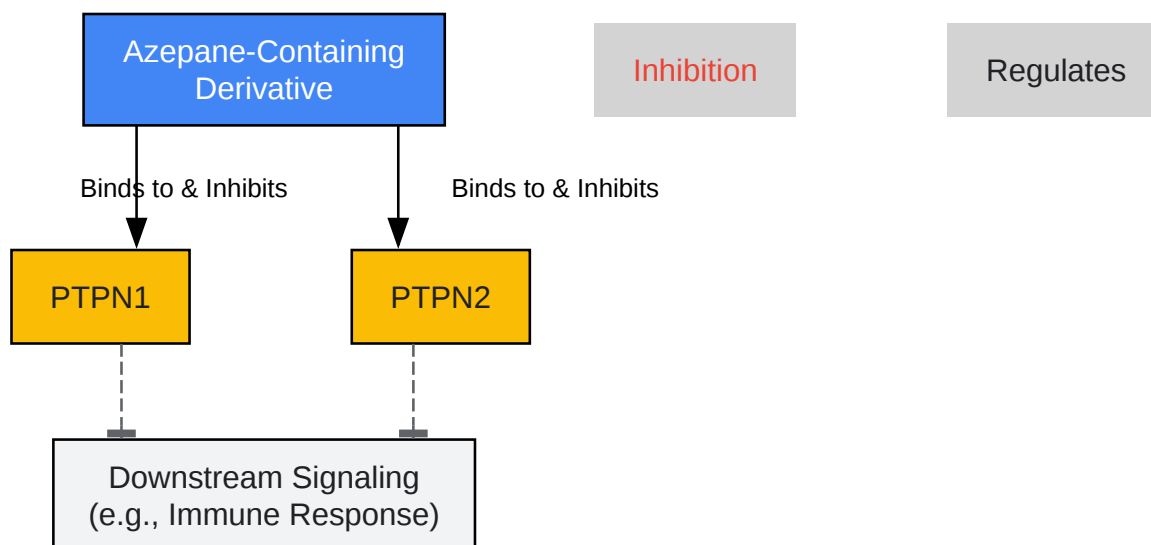 Azepane-Containing
Derivative
Inhibition
Regulates
Binds to & Inhibits
Binds to & Inhibits
PTPN1
PTPN2
Downstream Signaling
(e.g., Immune Response)